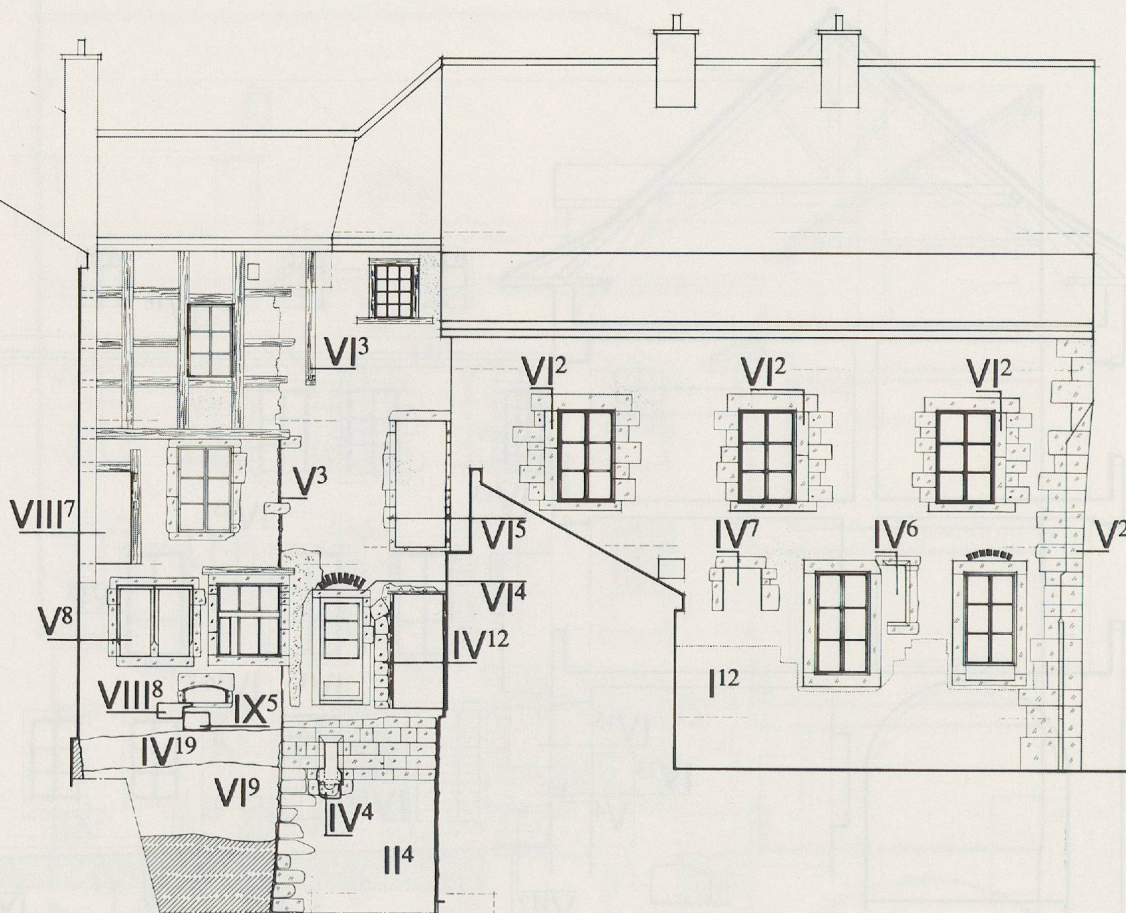 VI³
VI² VI² VI²
V³
VIII⁷
VI⁵
IV⁷ IV⁶ V²
VI⁴
V⁸
IV¹²
I¹²
VIII⁸ IX⁵
IV¹⁹
VI⁹
IV⁴
II⁴